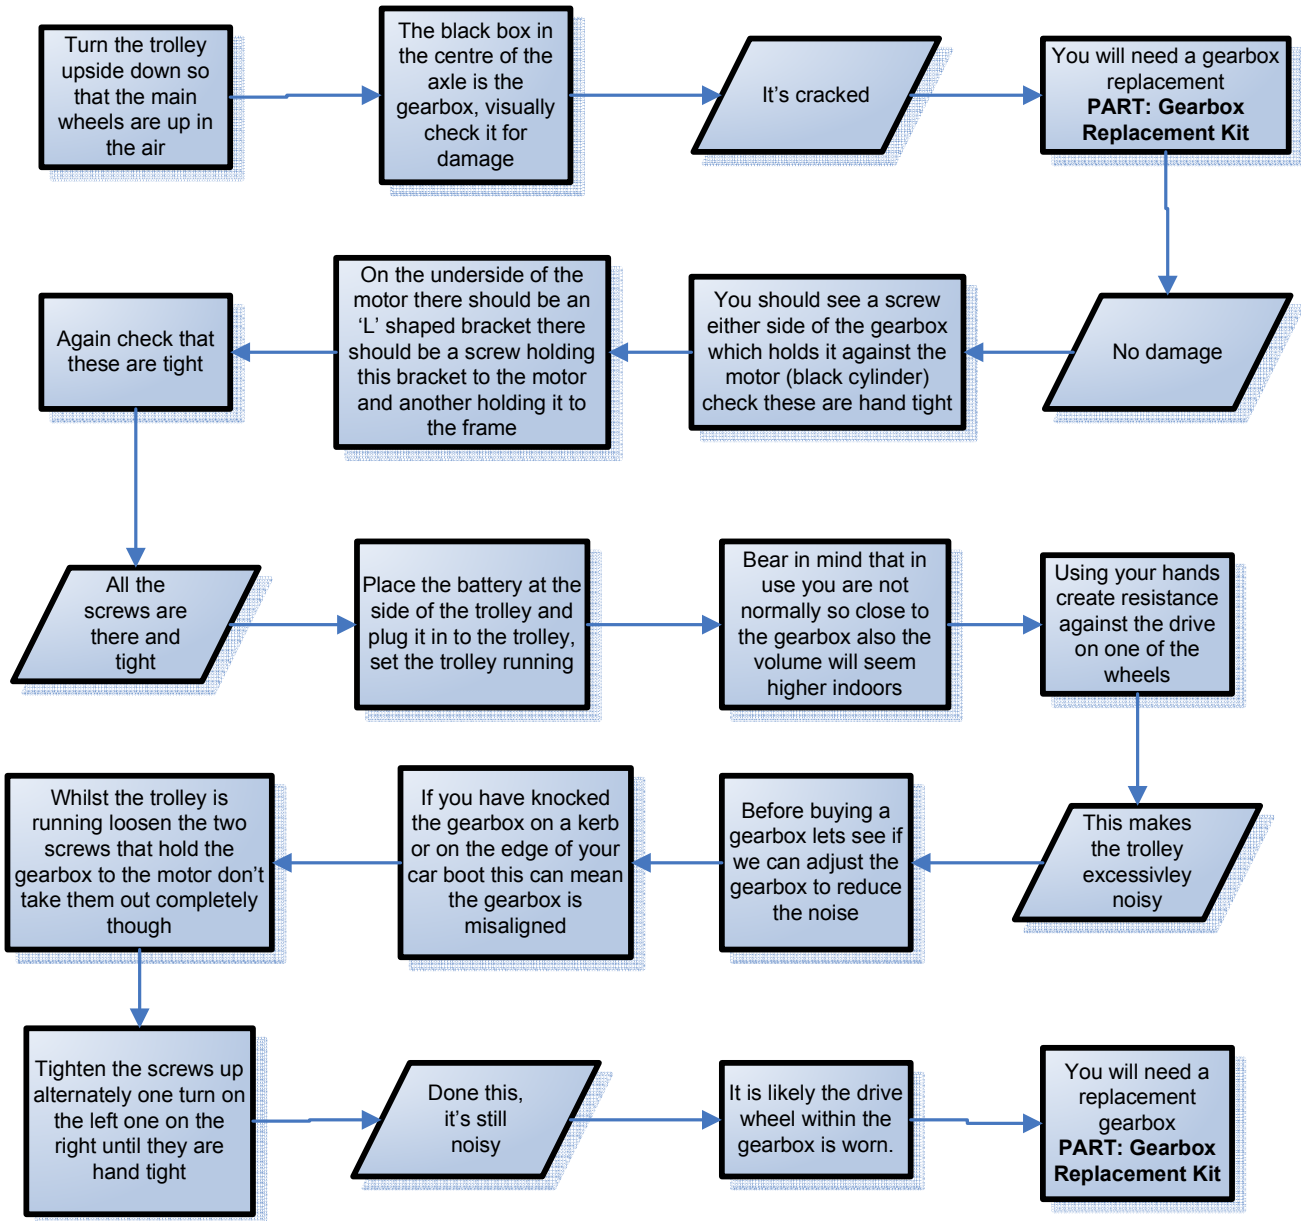 Turn the trolley
upside down so
that the main
wheels are up in
the air
The black box in
the centre of the
axle is the
gearbox, visually
check it for
damage
It’s cracked
You will need a gearbox
replacement
PART: Gearbox
Replacement Kit
No damage
You should see a screw
either side of the gearbox
which holds it against the
motor (black cylinder)
check these are hand tight
On the underside of the
motor there should be an
‘L’ shaped bracket there
should be a screw holding
this bracket to the motor
and another holding it to
the frame
Again check that
these are tight
All the
screws are
there and
tight
Place the battery at the
side of the trolley and
plug it in to the trolley,
set the trolley running
Bear in mind that in
use you are not
normally so close to
the gearbox also the
volume will seem
higher indoors
Using your hands
create resistance
against the drive
on one of the
wheels
This makes
the trolley
excessivley
noisy
Before buying a
gearbox lets see if
we can adjust the
gearbox to reduce
the noise
If you have knocked
the gearbox on a kerb
or on the edge of your
car boot this can mean
the gearbox is
misaligned
Whilst the trolley is
running loosen the two
screws that hold the
gearbox to the motor don’t
take them out completely
though
Tighten the screws up
alternately one turn on
the left one on the
right until they are
hand tight
Done this,
it’s still
noisy
It is likely the drive
wheel within the
gearbox is worn.
You will need a
replacement
gearbox
PART: Gearbox
Replacement Kit